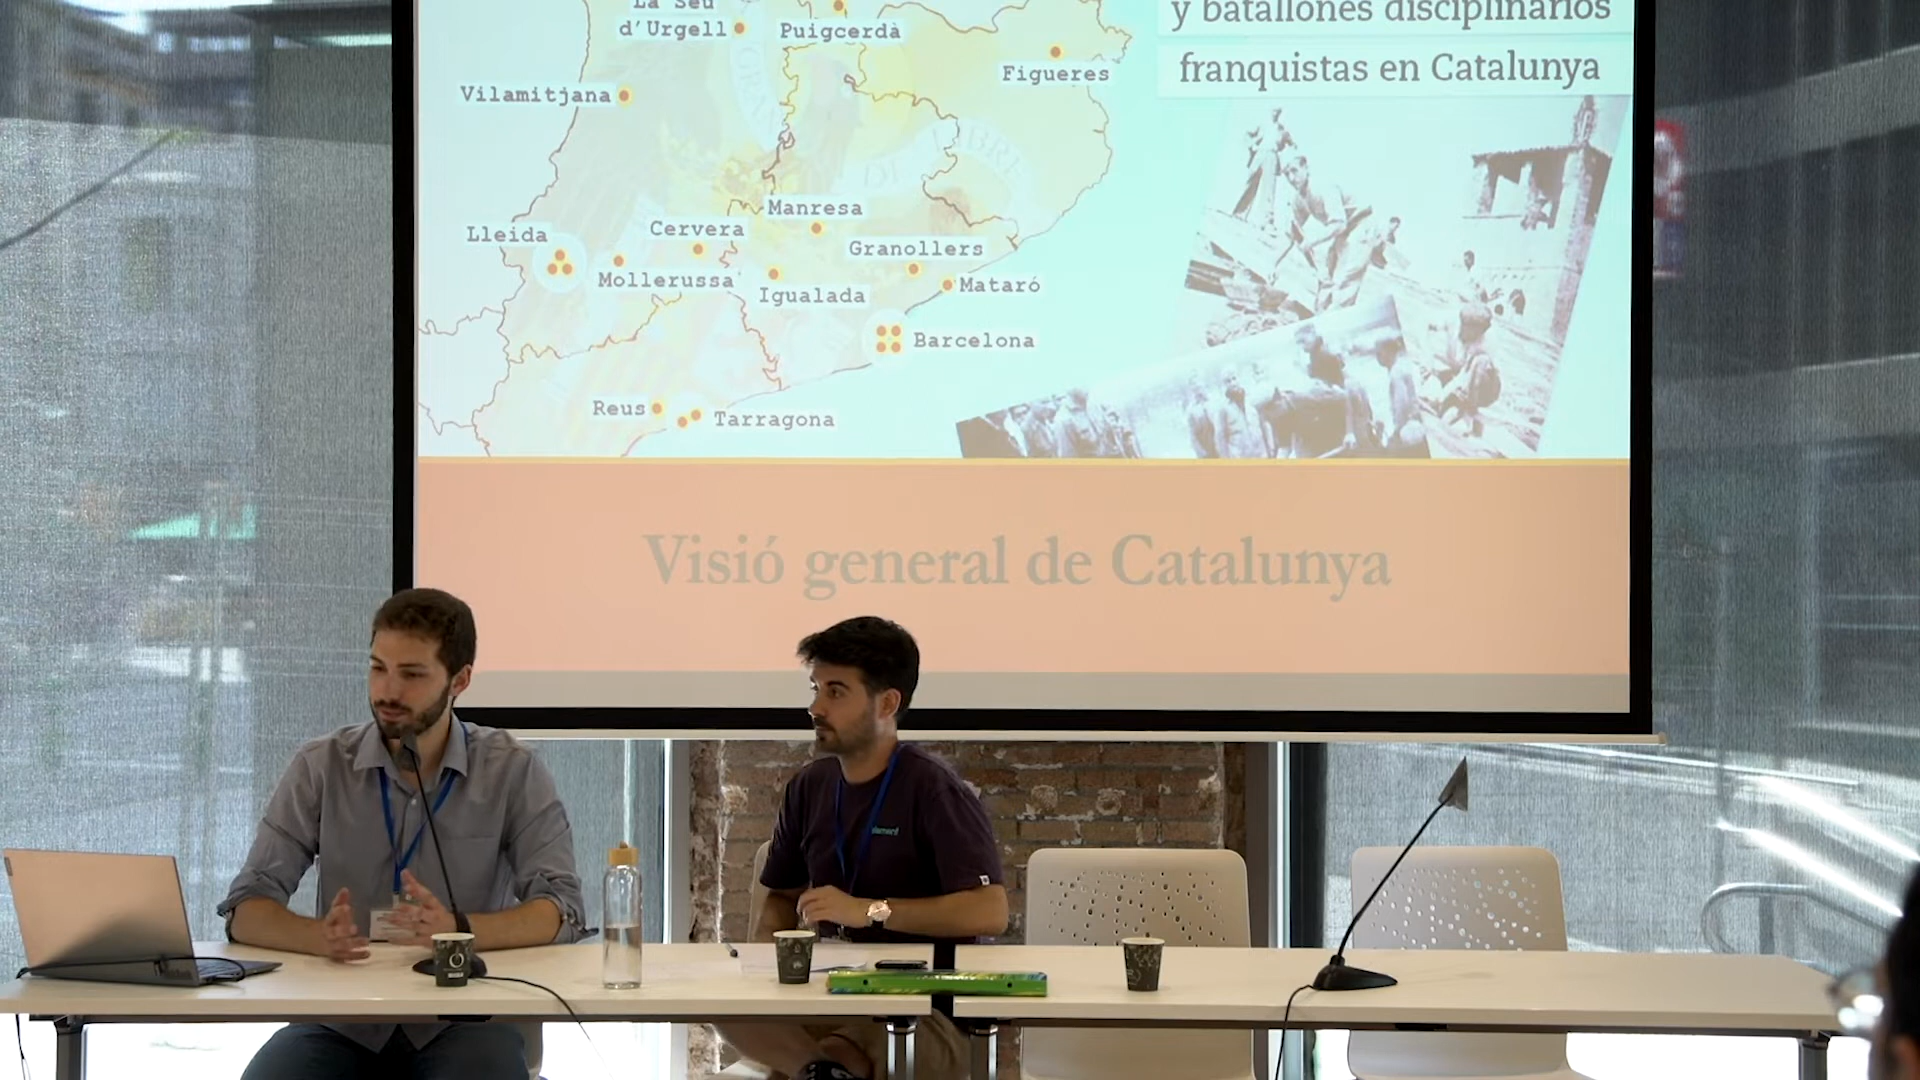 La Seu
d'Urgell
Puigcerdà
Figueres
Vilamitjana
Manresa
Lleida
Cervera
Granollers
Mollerussa
Igualada
Mataró
Barcelona
Reus
Tarragona
y batallones disciplinarios
franquistas en Catalunya
Visió general de Catalunya